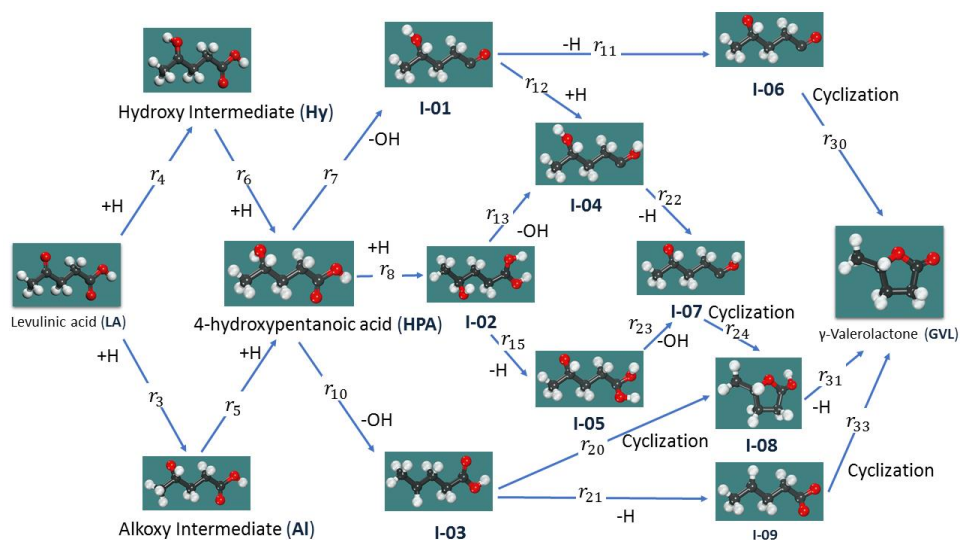 -H
r₁₁
I-01
I-06
Cyclization
r₁₂
+H
Hydroxy Intermediate (Hy)
-OH
r₃₀
r₄
r₆
r₇
I-04
r₂₂
-H
+H
+H
r₁₃
-OH
+H
r₈
Levulinic acid (LA)
4-hydroxypentanoic acid (HPA)
I-02
I-07
Cyclization
γ-Valerolactone (GVL)
+H
+H
r₁₅
-H
r₂₃
-OH
r₂₄
r₃
r₅
r₁₀
-OH
I-05
r₃₁
-H
I-08
r₂₀
Cyclization
r₃₃
Cyclization
r₂₁
-H
Alkoxy Intermediate (Al)
I-03
I-09